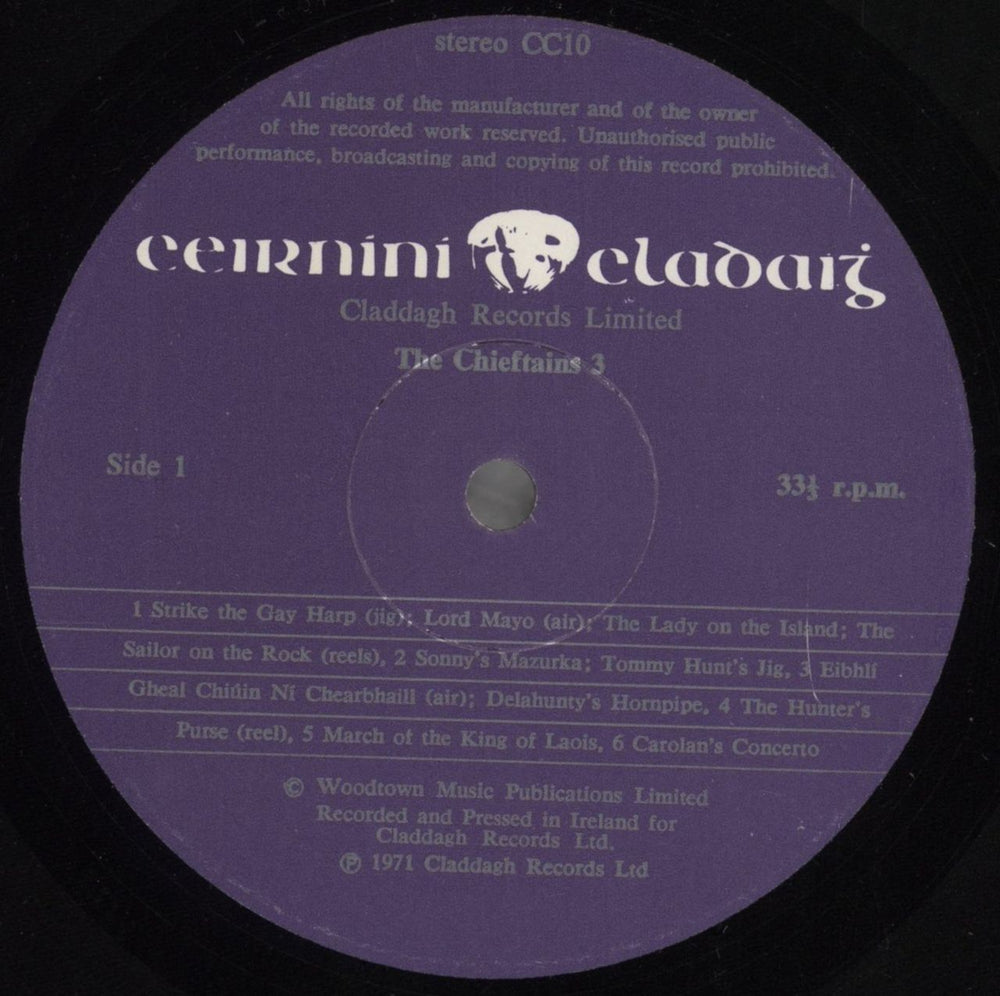 stereo CC10
All rights of the manufacturer and of the owner
of the recorded work reserved. Unauthorised public
performance, broadcasting and copying of this record prohibited.
ceirníní cladaiġ
Claddagh Records Limited
The Chieftains 3
Side 1
33⅓ r.p.m.
1 Strike the Gay Harp (jig); Lord Mayo (air); The Lady on the Island; The
Sailor on the Rock (reels), 2 Sonny's Mazurka; Tommy Hunt's Jig, 3 Eibhlí
Gheal Chiúin Ní Chearbhaill (air); Delahunty's Hornpipe, 4 The Hunter's
Purse (reel), 5 March of the King of Laois, 6 Carolan's Concerto
© Woodtown Music Publications Limited
Recorded and Pressed in Ireland for
Claddagh Records Ltd.
℗ 1971 Claddagh Records Ltd